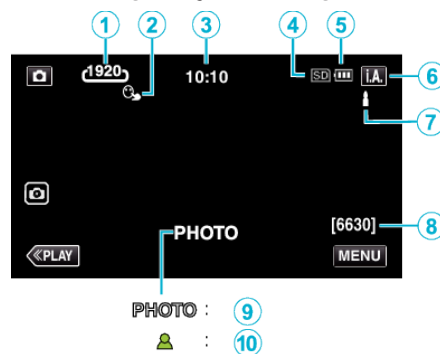 1 2 3 4 5
1920 10:10 SD i.A. 6
7
PHOTO [6630] 8
≪PLAY MENU
PHOTO : 9
: 10